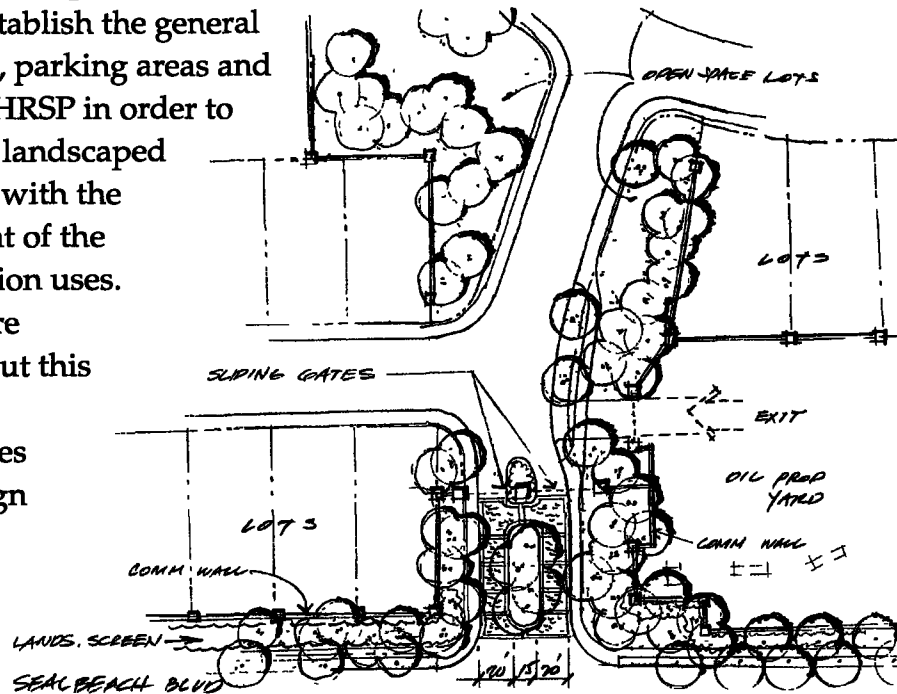 tablish the general
, parking areas and
HRSP in order to
landscaped
with the
t of the
ion uses.
re
ut this
es
gn
OPEN SPACE LOTS
LOTS
SLIDING GATES
EXIT
OIL PROD
YARD
LOTS
COMM WALL
COMM WALL
LANDS. SCREEN
SEAL BEACH BLVD
20' 15' 20'